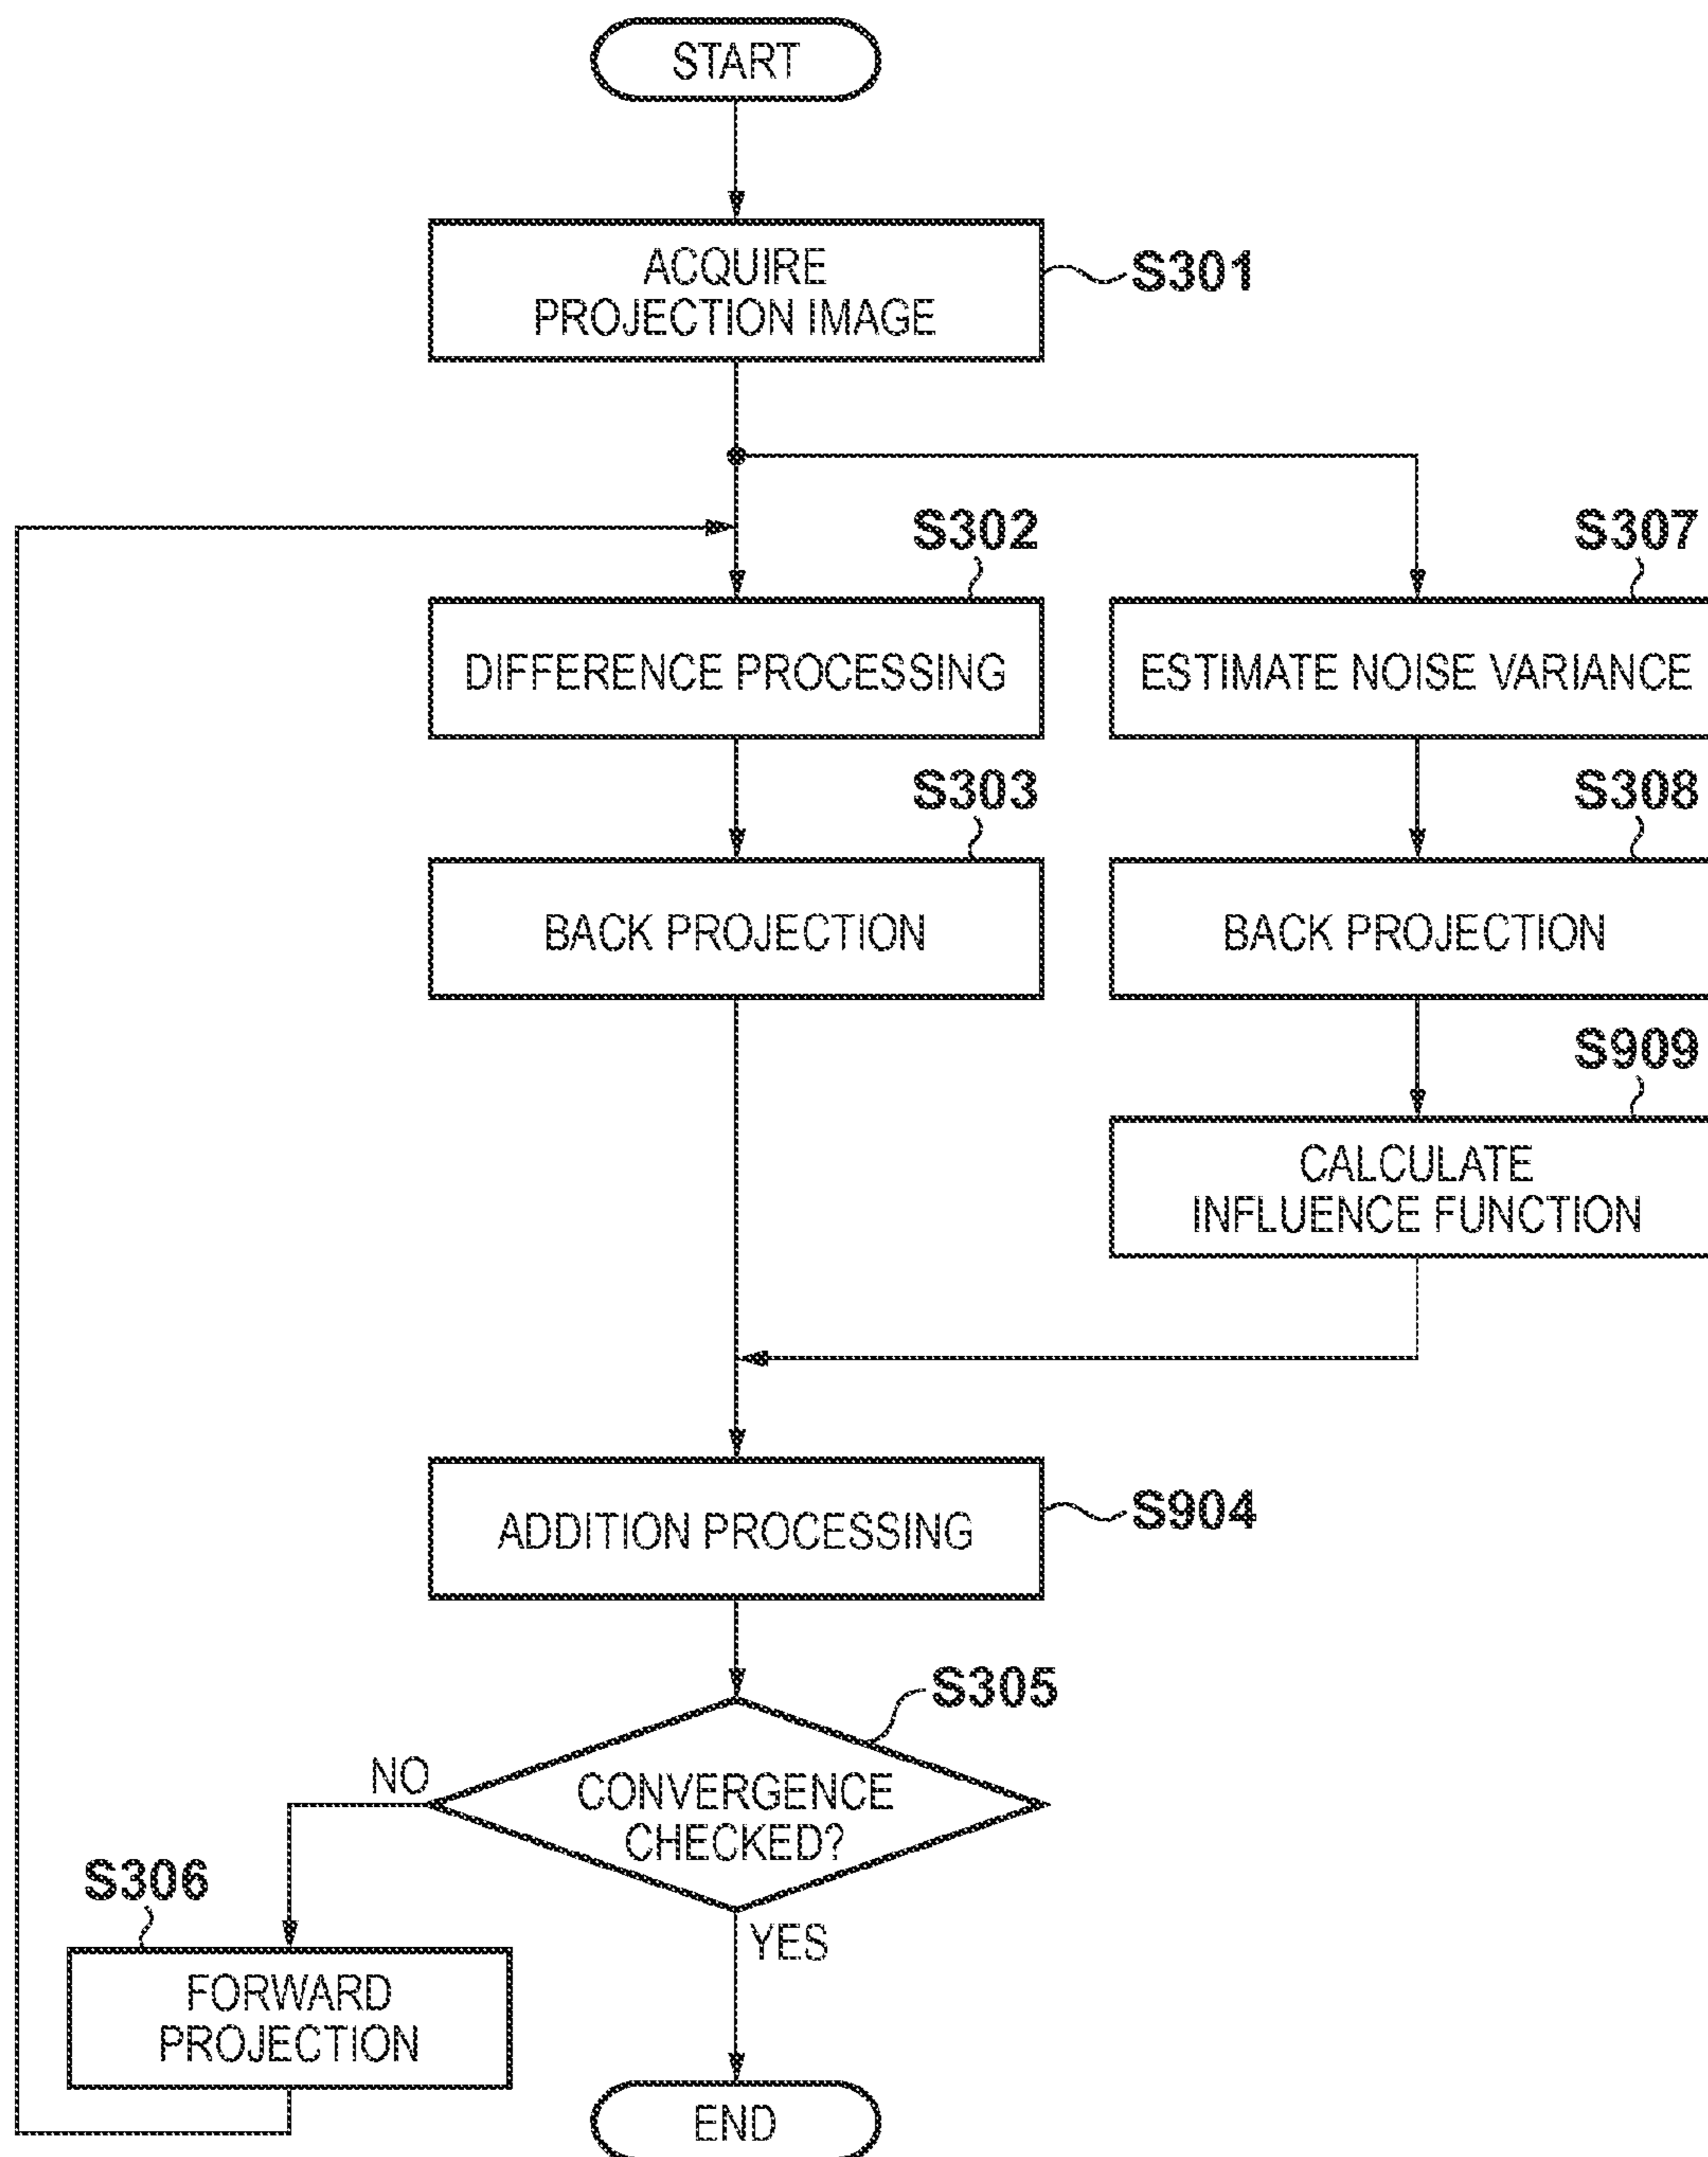 START
ACQUIRE
PROJECTION IMAGE
S301
S302
S307
DIFFERENCE PROCESSING
ESTIMATE NOISE VARIANCE
S303
S308
BACK PROJECTION
BACK PROJECTION
S909
CALCULATE
INFLUENCE FUNCTION
ADDITION PROCESSING
S904
S305
NO
CONVERGENCE
CHECKED?
S306
YES
FORWARD
PROJECTION
END